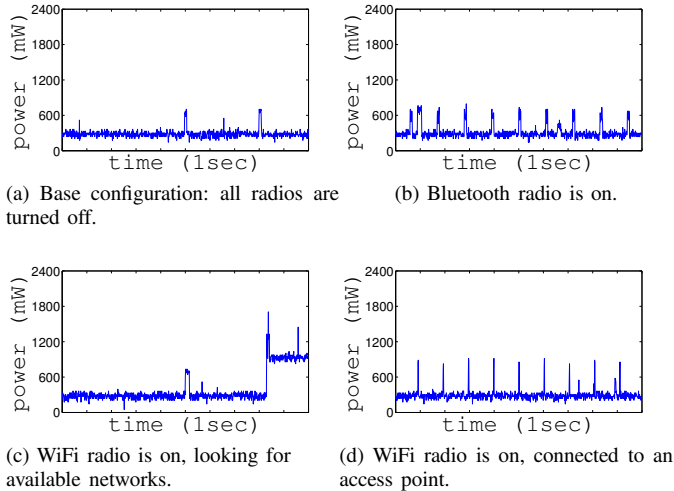 2400
1800
1200
600
0
power (mW)
time (1sec)
(a) Base configuration: all radios are
turned off.
2400
1800
1200
600
0
power (mW)
time (1sec)
(b) Bluetooth radio is on.
2400
1800
1200
600
0
power (mW)
time (1sec)
(c) WiFi radio is on, looking for
available networks.
2400
1800
1200
600
0
power (mW)
time (1sec)
(d) WiFi radio is on, connected to an
access point.